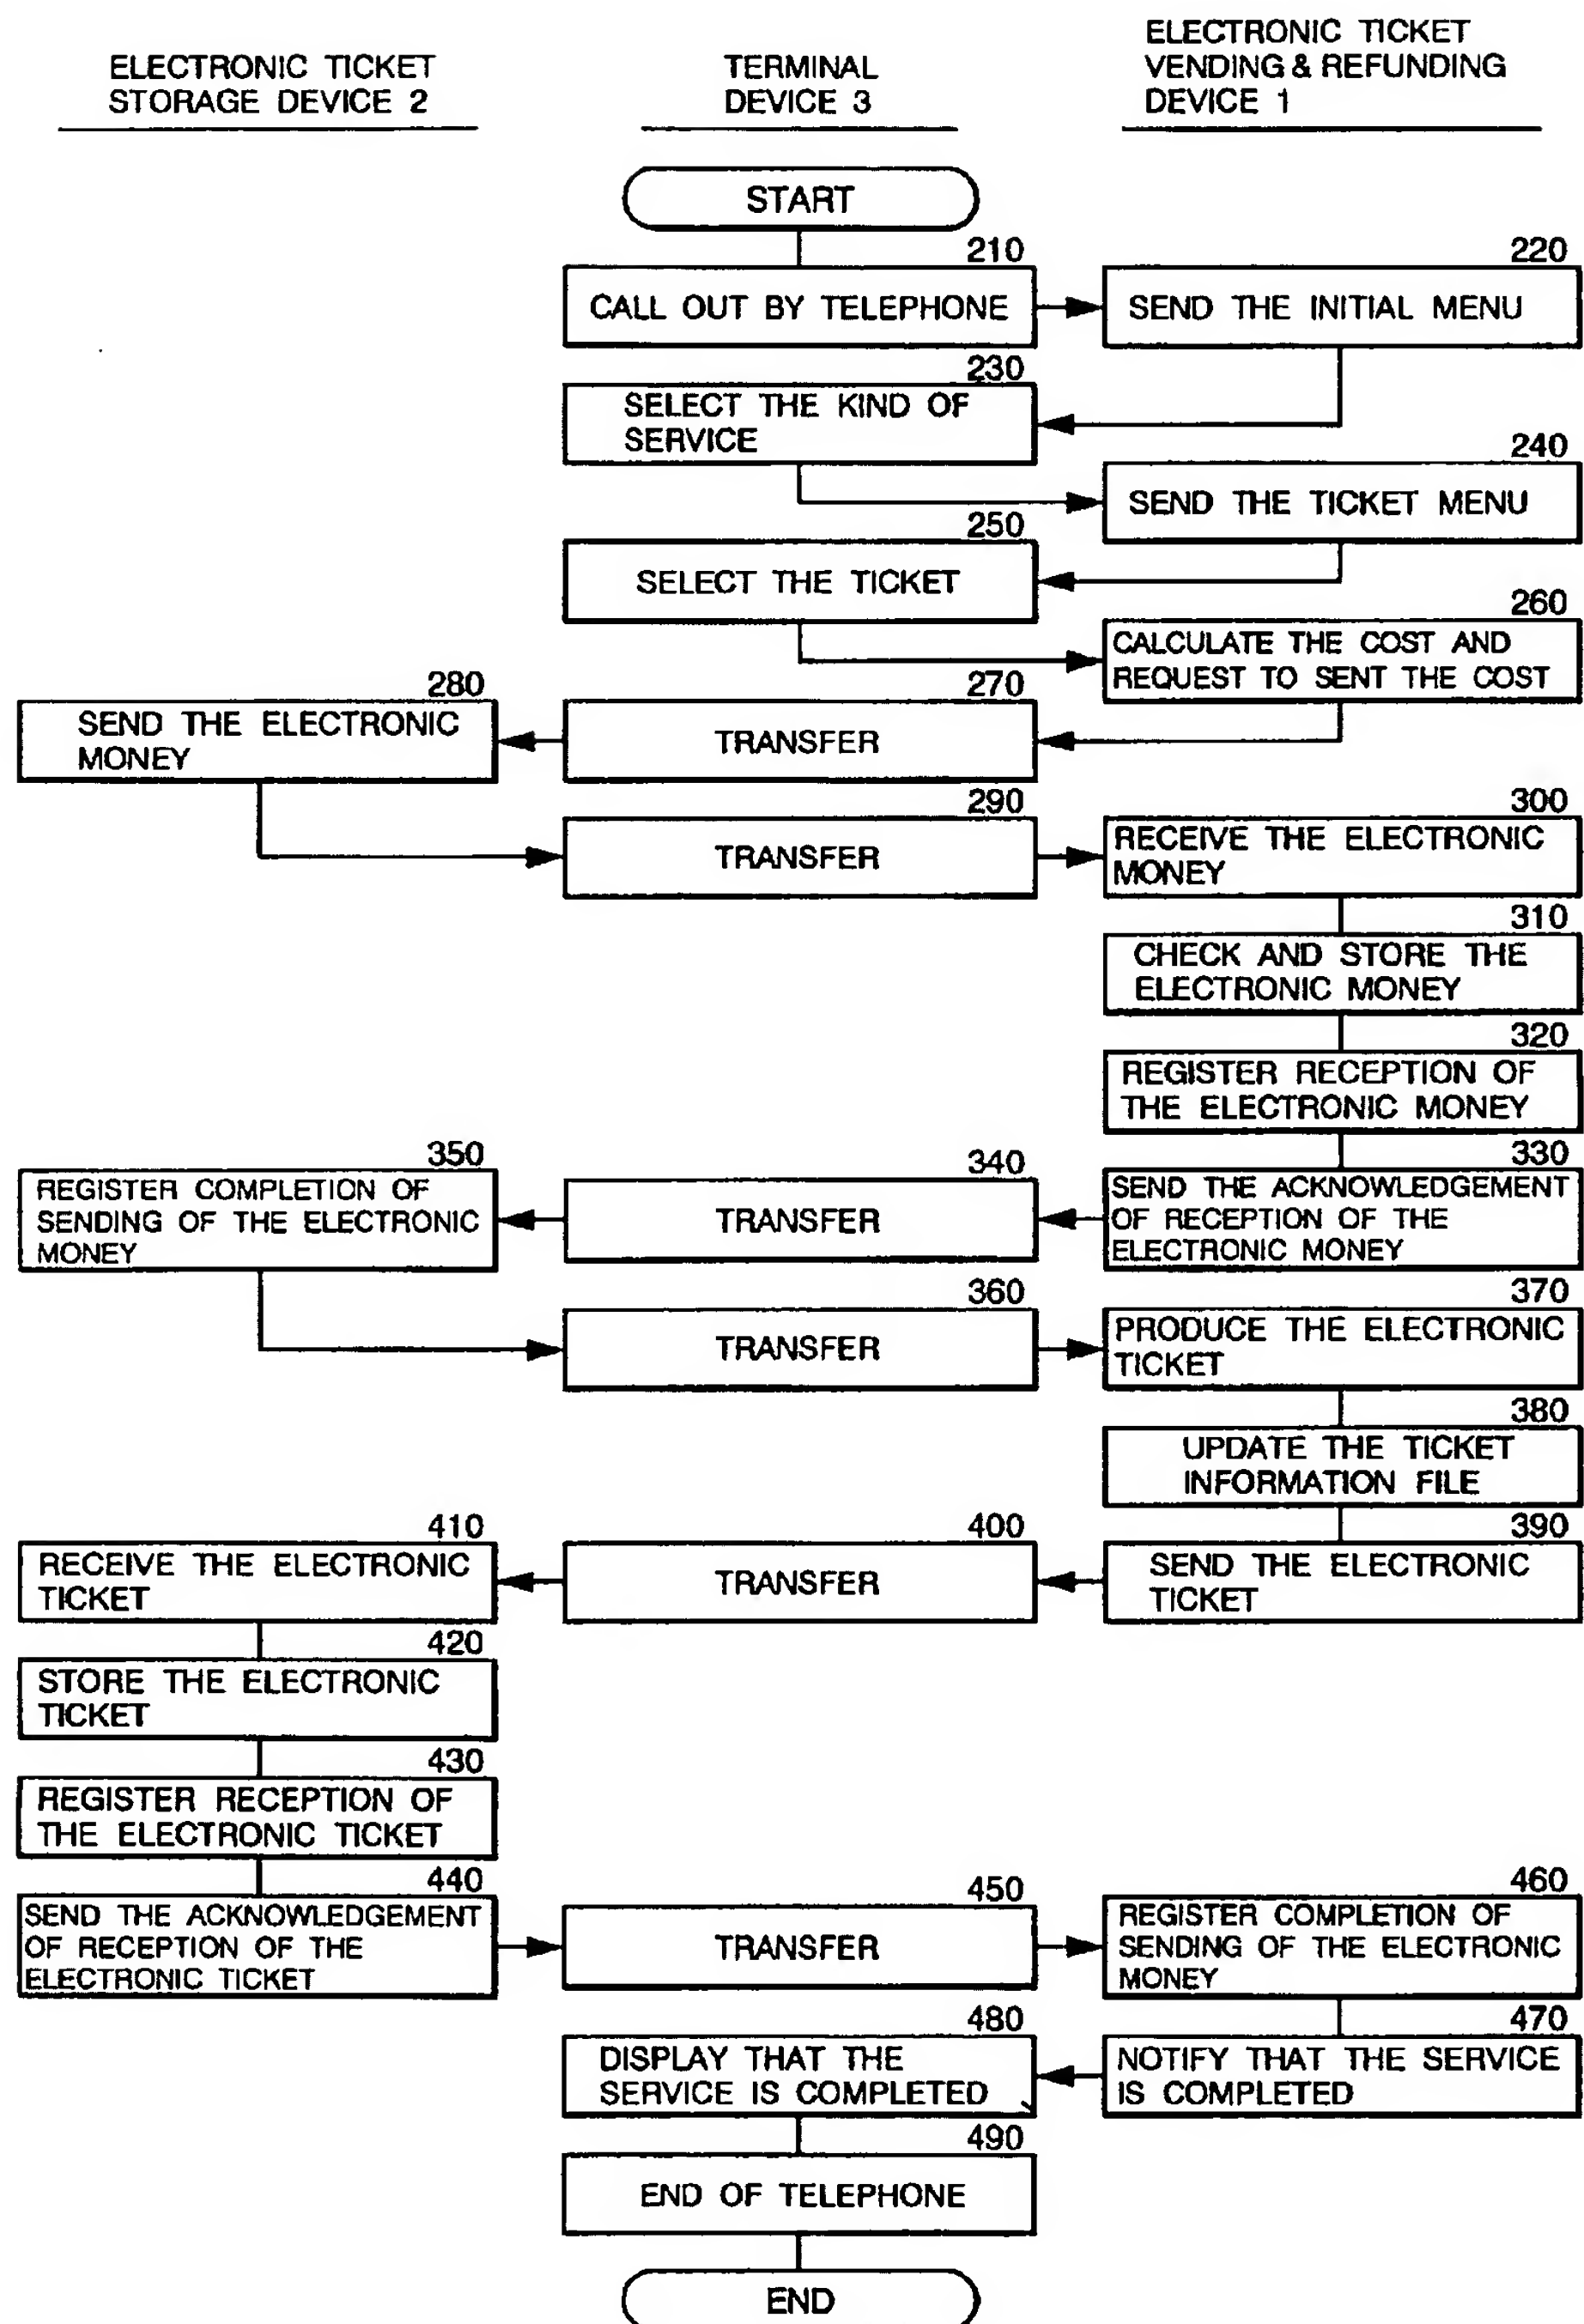 ELECTRONIC TICKET
STORAGE DEVICE 2
TERMINAL
DEVICE 3
ELECTRONIC TICKET
VENDING & REFUNDING
DEVICE 1
START
210
CALL OUT BY TELEPHONE
220
SEND THE INITIAL MENU
230
SELECT THE KIND OF
SERVICE
240
SEND THE TICKET MENU
250
SELECT THE TICKET
260
CALCULATE THE COST AND
REQUEST TO SENT THE COST
270
TRANSFER
280
SEND THE ELECTRONIC
MONEY
290
TRANSFER
300
RECEIVE THE ELECTRONIC
MONEY
310
CHECK AND STORE THE
ELECTRONIC MONEY
320
REGISTER RECEPTION OF
THE ELECTRONIC MONEY
330
SEND THE ACKNOWLEDGEMENT
OF RECEPTION OF THE
ELECTRONIC MONEY
340
TRANSFER
350
REGISTER COMPLETION OF
SENDING OF THE ELECTRONIC
MONEY
360
TRANSFER
370
PRODUCE THE ELECTRONIC
TICKET
380
UPDATE THE TICKET
INFORMATION FILE
390
SEND THE ELECTRONIC
TICKET
400
TRANSFER
410
RECEIVE THE ELECTRONIC
TICKET
420
STORE THE ELECTRONIC
TICKET
430
REGISTER RECEPTION OF
THE ELECTRONIC TICKET
440
SEND THE ACKNOWLEDGEMENT
OF RECEPTION OF THE
ELECTRONIC TICKET
450
TRANSFER
460
REGISTER COMPLETION OF
SENDING OF THE ELECTRONIC
MONEY
470
NOTIFY THAT THE SERVICE
IS COMPLETED
480
DISPLAY THAT THE
SERVICE IS COMPLETED
490
END OF TELEPHONE
END